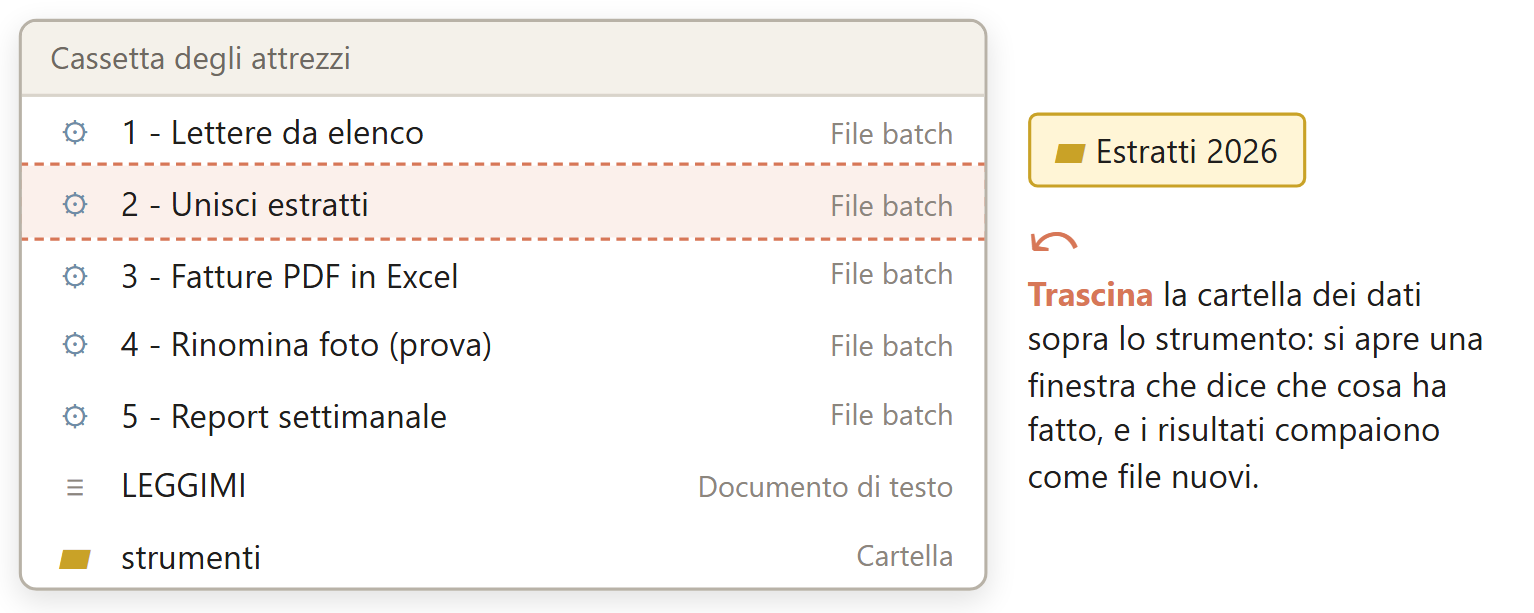 Cassetta degli attrezzi
1 - Lettere da elenco File batch
2 - Unisci estratti File batch
3 - Fatture PDF in Excel File batch
4 - Rinomina foto (prova) File batch
5 - Report settimanale File batch
LEGGIMI Documento di testo
strumenti Cartella
Estratti 2026
Trascina la cartella dei dati
sopra lo strumento: si apre una
finestra che dice che cosa ha
fatto, e i risultati compaiono
come file nuovi.